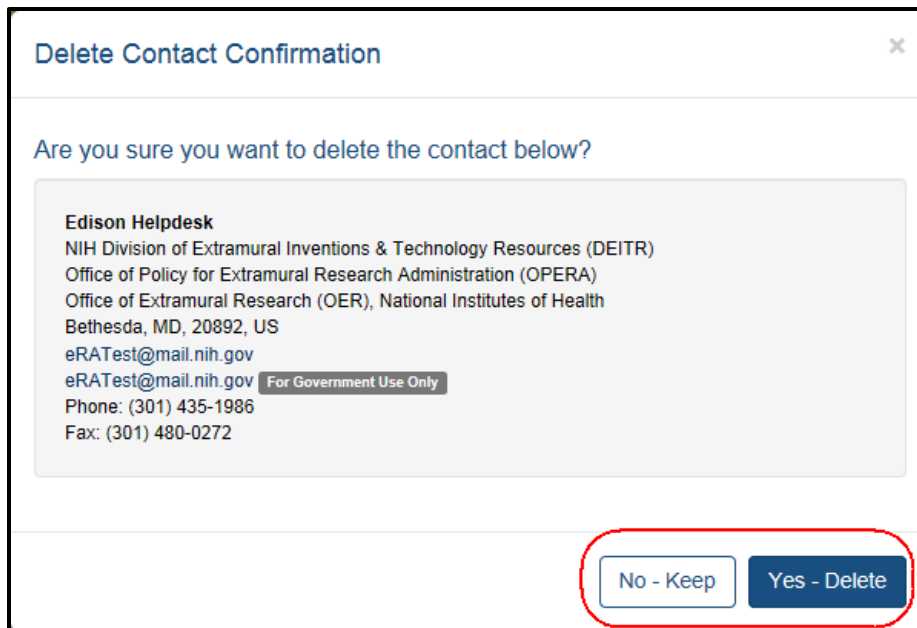 Delete Contact Confirmation ×
Are you sure you want to delete the contact below?
Edison Helpdesk
NIH Division of Extramural Inventions & Technology Resources (DEITR)
Office of Policy for Extramural Research Administration (OPERA)
Office of Extramural Research (OER), National Institutes of Health
Bethesda, MD, 20892, US
eRATest@mail.nih.gov
eRATest@mail.nih.gov For Government Use Only
Phone: (301) 435-1986
Fax: (301) 480-0272
No - Keep Yes - Delete